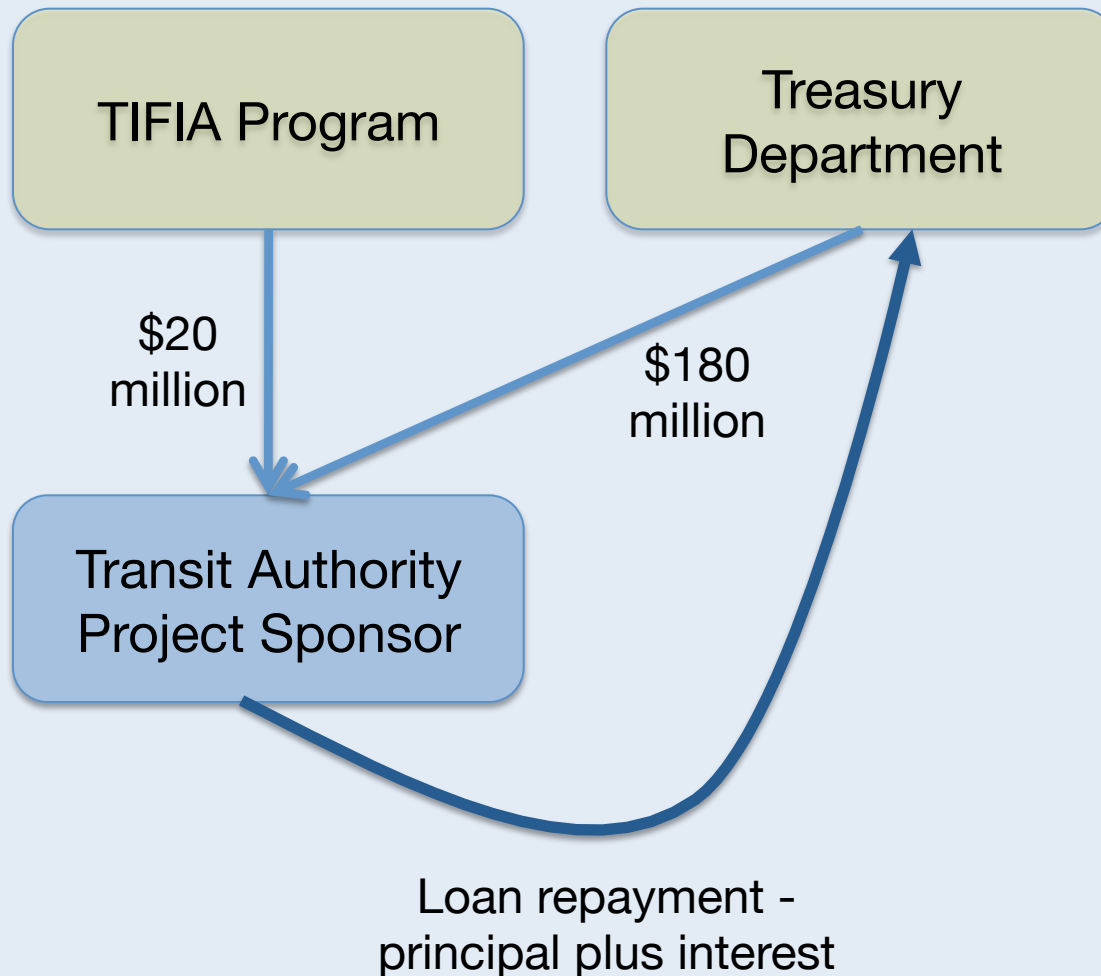 TIFIA Program
Treasury
Department
$20
million
$180
million
Transit Authority
Project Sponsor
Loan repayment -
principal plus interest